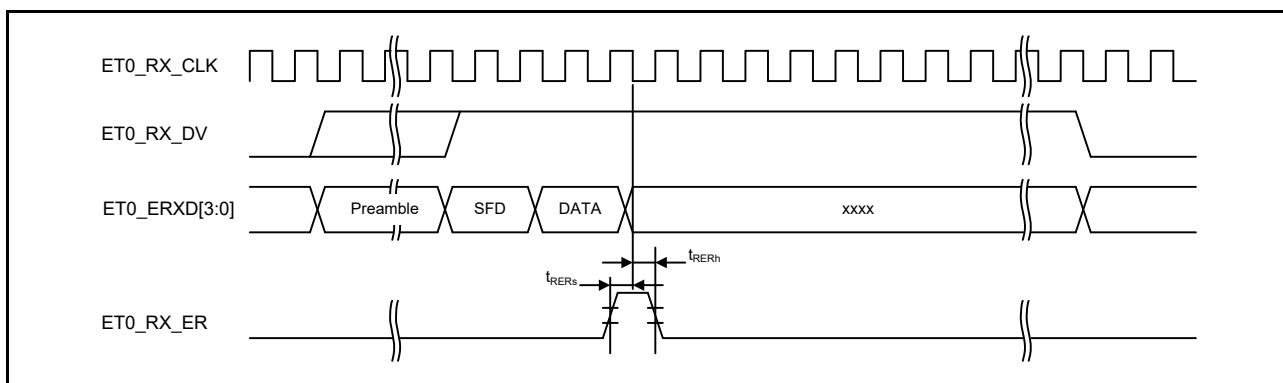 ET0_RX_CLK
ET0_RX_DV
ET0_ERXD[3:0]
Preamble
SFD
DATA
xxxx
tRERh
tRERs
ET0_RX_ER